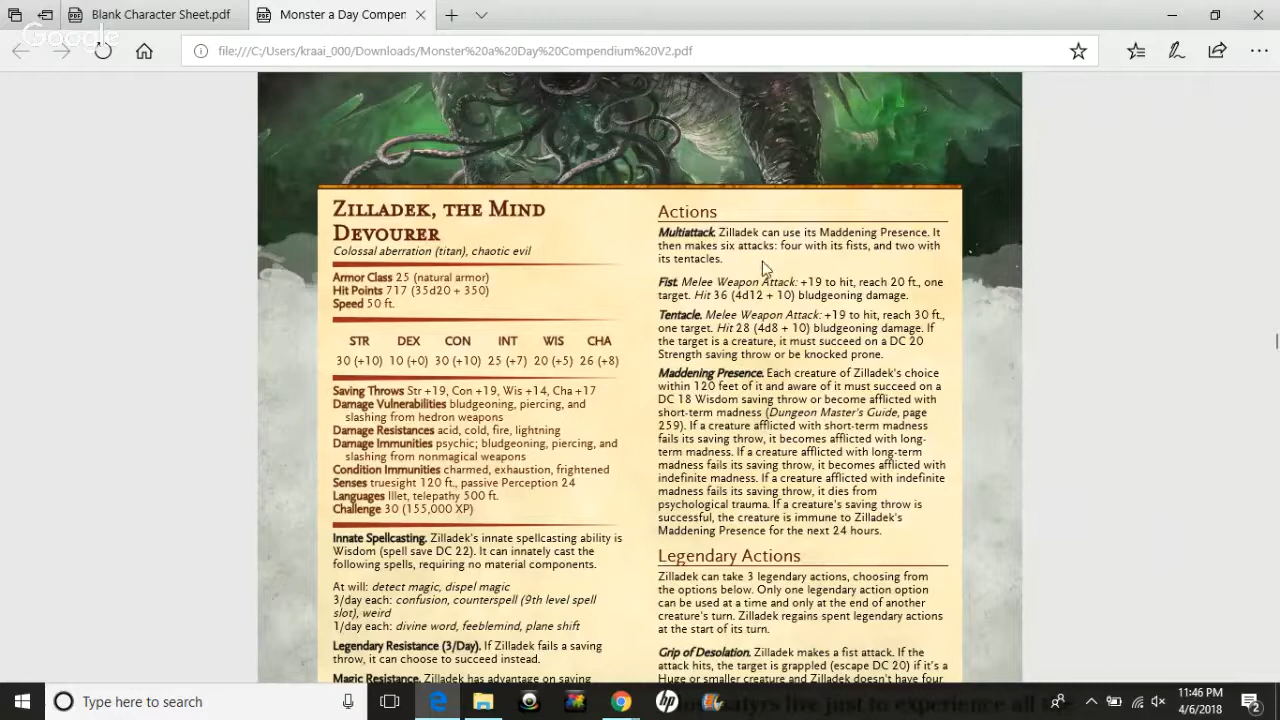 Blank Character Sheet.pdf
Monster a Day Compen
Google
file:///C:/Users/kraai_000/Downloads/Monster%20a%20Day%20Compendium%20V2.pdf
Zilladek, the Mind
Devourer
Colossal aberration (titan), chaotic evil
Armor Class 25 (natural armor)
Hit Points 717 (35d20 + 350)
Speed 50 ft.
STR DEX CON INT WIS CHA
30 (+10) 10 (+0) 30 (+10) 25 (+7) 20 (+5) 26 (+8)
Saving Throws Str +19, Con +19, Wis +14, Cha +17
Damage Vulnerabilities bludgeoning, piercing, and
slashing from hedron weapons
Damage Resistances acid, cold, fire, lightning
Damage Immunities psychic; bludgeoning, piercing, and
slashing from nonmagical weapons
Condition Immunities charmed, exhaustion, frightened
Senses truesight 120 ft., passive Perception 24
Languages Illet, telepathy 500 ft.
Challenge 30 (155,000 XP)
Innate Spellcasting. Zilladek's innate spellcasting ability is
Wisdom (spell save DC 22). It can innately cast the
following spells, requiring no material components.
At will: detect magic, dispel magic
3/day each: confusion, counterspell (9th level spell
slot), weird
1/day each: divine word, feeblemind, plane shift
Legendary Resistance (3/Day). If Zilladek fails a saving
throw, it can choose to succeed instead.
Magic Resistance. Zilladek has advantage on saving
Actions
Multiattack. Zilladek can use its Maddening Presence. It
then makes six attacks: four with its fists, and two with
its tentacles.
Fist. Melee Weapon Attack: +19 to hit, reach 20 ft., one
target. Hit 36 (4d12 + 10) bludgeoning damage.
Tentacle. Melee Weapon Attack: +19 to hit, reach 30 ft.,
one target. Hit 28 (4d8 + 10) bludgeoning damage. If
the target is a creature, it must succeed on a DC 20
Strength saving throw or be knocked prone.
Maddening Presence. Each creature of Zilladek's choice
within 120 feet of it and aware of it must succeed on a
DC 18 Wisdom saving throw or become afflicted with
short-term madness (Dungeon Master's Guide, page
259). If a creature afflicted with short-term madness
fails its saving throw, it becomes afflicted with long-
term madness. If a creature afflicted with long-term
madness fails its saving throw, it becomes afflicted with
indefinite madness. If a creature afflicted with indefinite
madness fails its saving throw, it dies from
psychological trauma. If a creature's saving throw is
successful, the creature is immune to Zilladek's
Maddening Presence for the next 24 hours.
Legendary Actions
Zilladek can take 3 legendary actions, choosing from
the options below. Only one legendary action option
can be used at a time and only at the end of another
creature's turn. Zilladek regains spent legendary actions
at the start of its turn.
Grip of Desolation. Zilladek makes a fist attack. If the
attack hits, the target is grappled (escape DC 20) if it's a
Huge or smaller creature and Zilladek doesn't have four
Type here to search
11:46 PM
4/6/2018
2